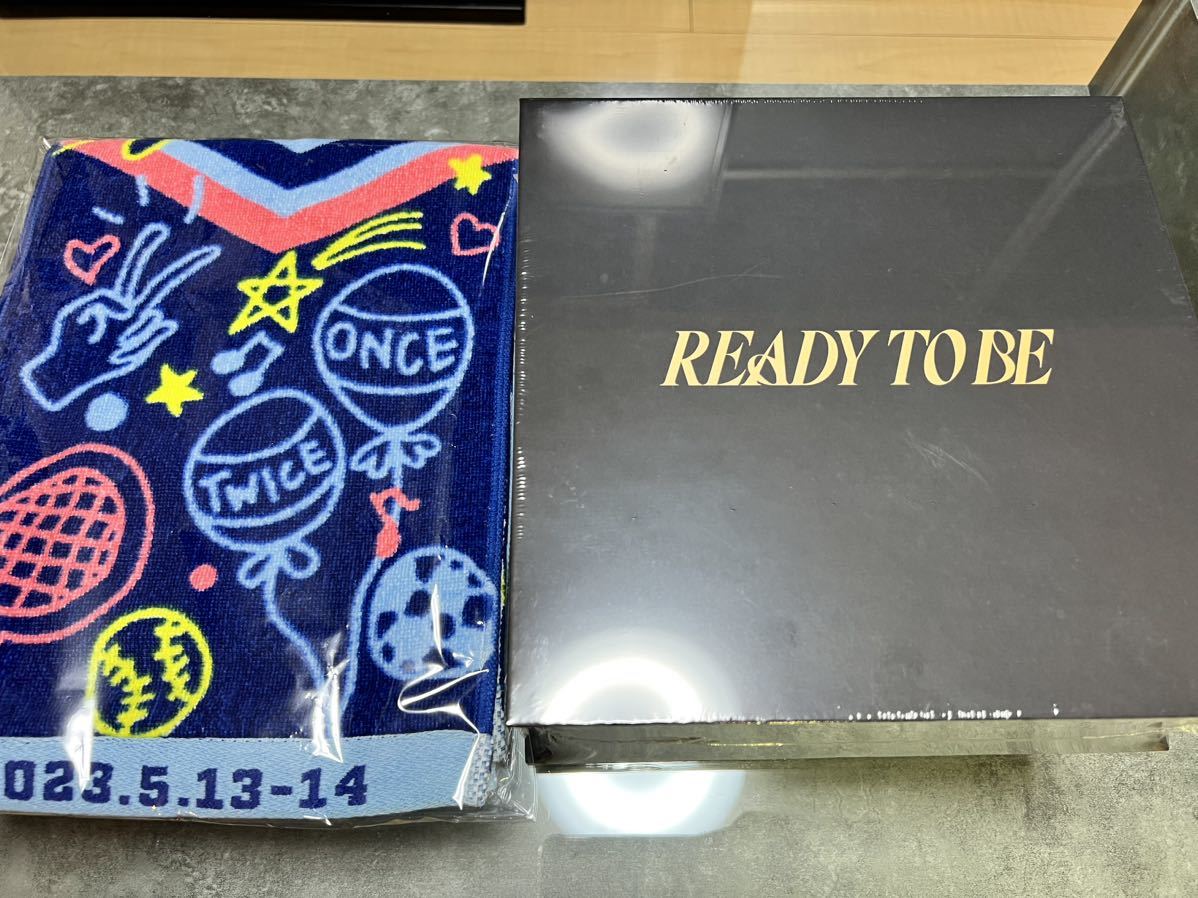 ONCE
TWICE
023.5.13-14
READY TO BE